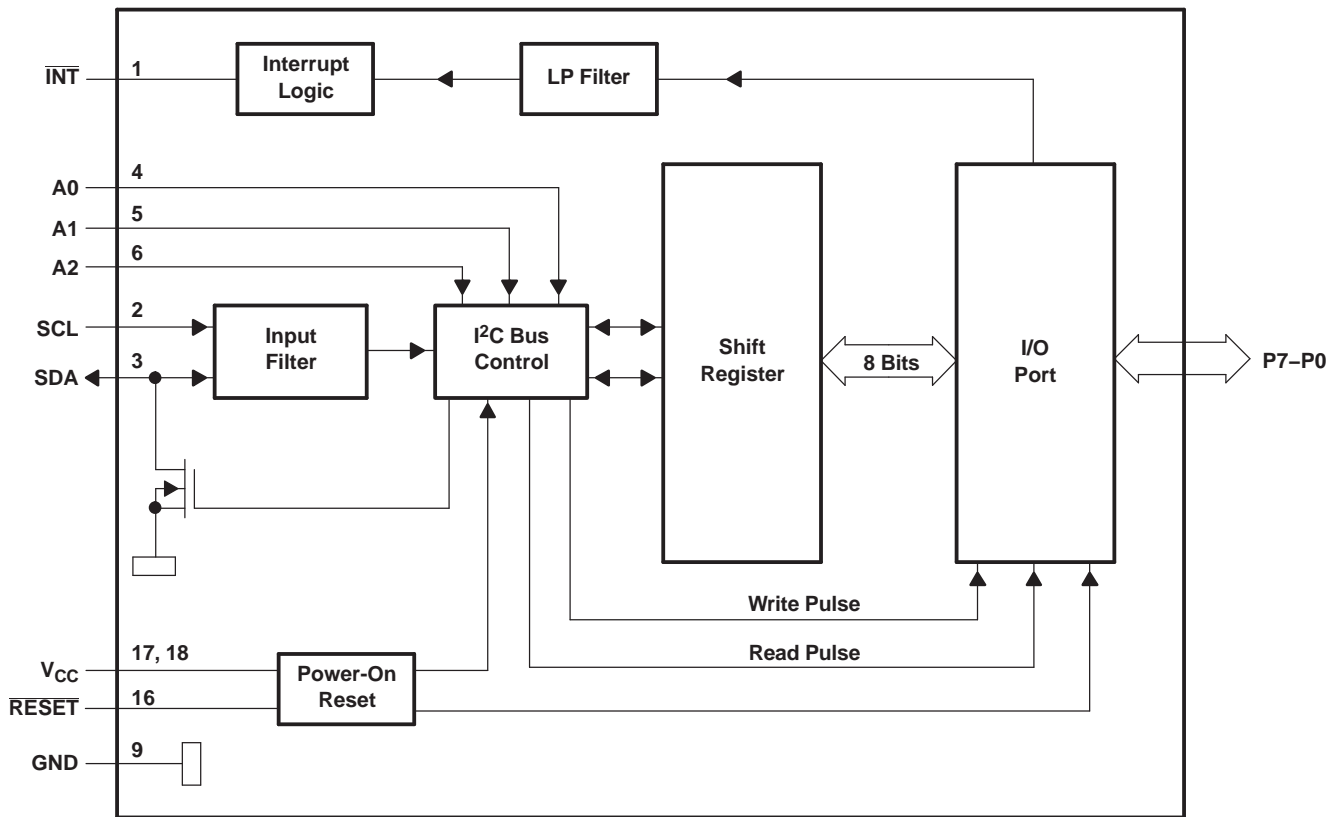 INT
1
Interrupt
Logic
LP Filter
A0
4
A1
5
A2
6
SCL
2
SDA
3
Input
Filter
I²C Bus
Control
Shift
Register
8 Bits
I/O
Port
P7–P0
Write Pulse
Read Pulse
VCC
17, 18
RESET
16
Power-On
Reset
GND
9